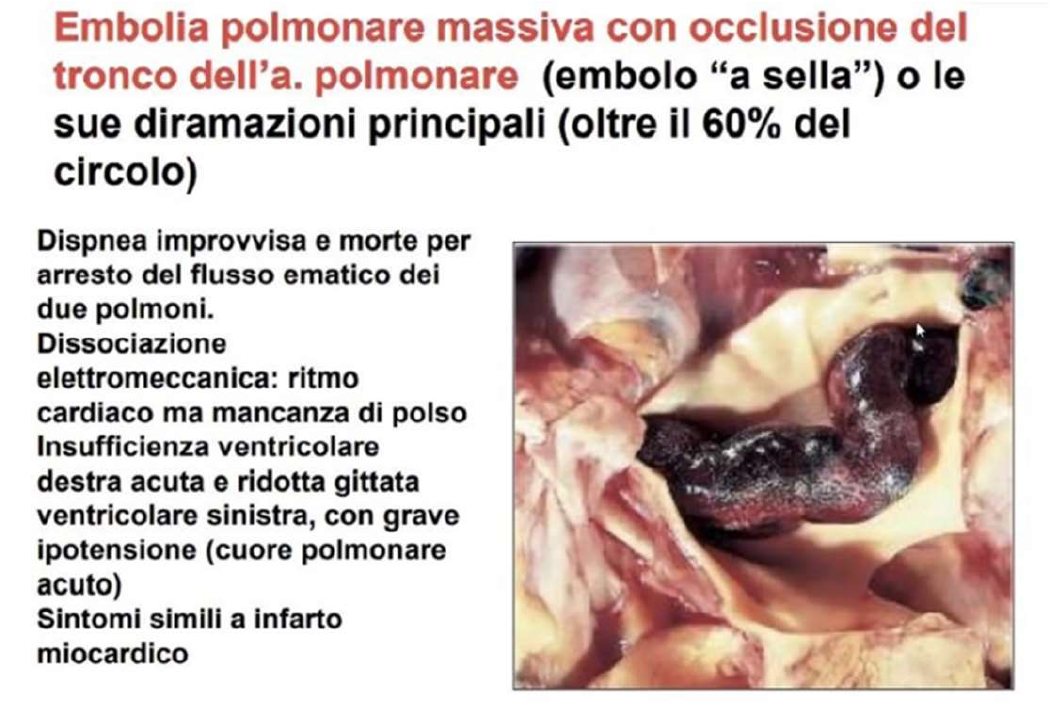 Embolia polmonare massiva con occlusione del
tronco dell’a. polmonare (embolo “a sella”) o le
sue diramazioni principali (oltre il 60% del
circolo)
Dispnea improvvisa e morte per
arresto del flusso ematico dei
due polmoni.
Dissociazione
elettromeccanica: ritmo
cardiaco ma mancanza di polso
Insufficienza ventricolare
destra acuta e ridotta gittata
ventricolare sinistra, con grave
ipotensione (cuore polmonare
acuto)
Sintomi simili a infarto
miocardico